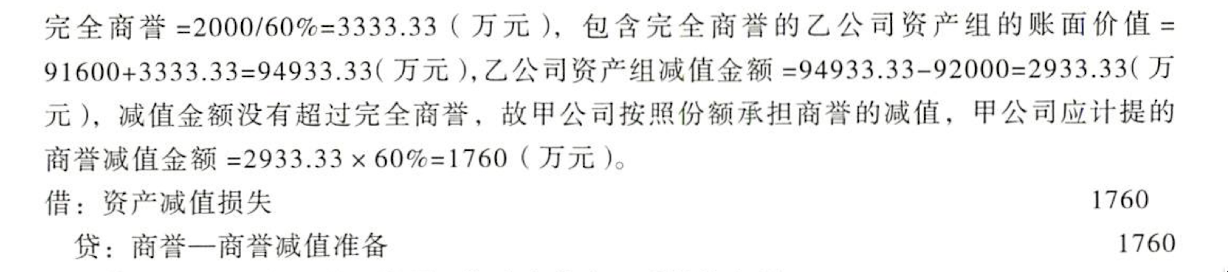 完全商誉 =2000/60%=3333.33（万元），包含完全商誉的乙公司资产组的账面价值 =
91600+3333.33=94933.33（万元），乙公司资产组减值金额 =94933.33-92000=2933.33（万
元），减值金额没有超过完全商誉，故甲公司按照份额承担商誉的减值，甲公司应计提的
商誉减值金额 =2933.33 × 60%=1760（万元）。
借：资产减值损失 1760
贷：商誉—商誉减值准备 1760